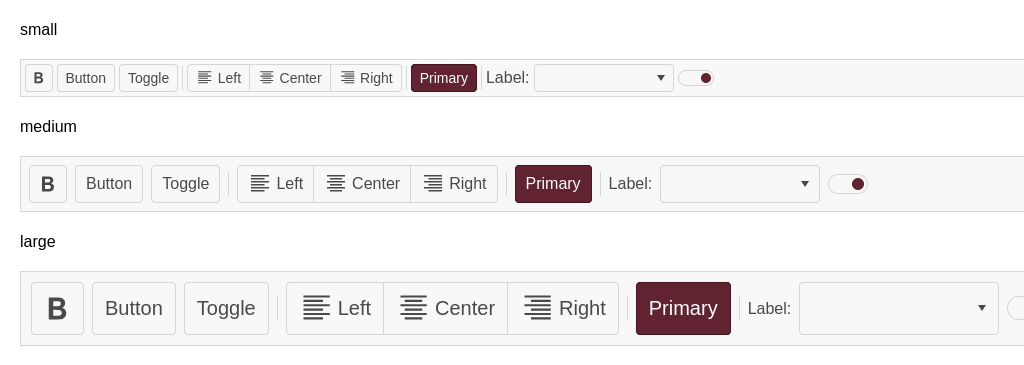 small
B Button Toggle Left Center Right Primary Label:
medium
B Button Toggle Left Center Right Primary Label:
large
B Button Toggle Left Center Right Primary Label: